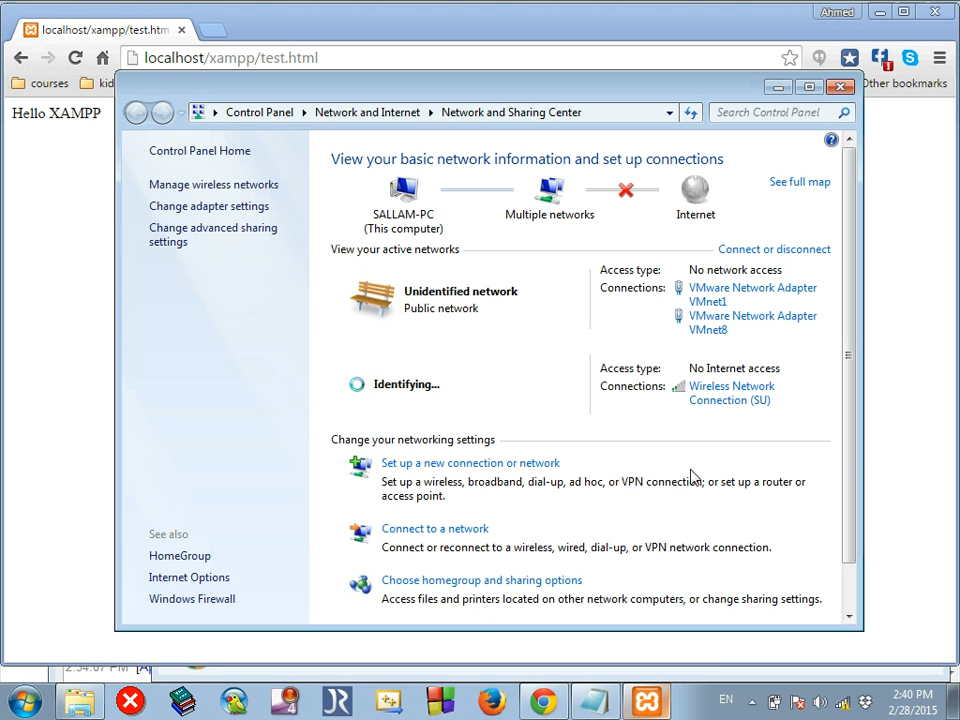 Ahmed
localhost/xampp/test.htm
localhost/xampp/test.html
courses
kid
Other bookmarks
Hello XAMPP
Control Panel
Network and Internet
Network and Sharing Center
Search Control Panel
Control Panel Home
Manage wireless networks
Change adapter settings
Change advanced sharing
settings
See also
HomeGroup
Internet Options
Windows Firewall
View your basic network information and set up connections
See full map
SALLAM-PC
(This computer)
Multiple networks
Internet
View your active networks
Connect or disconnect
Unidentified network
Public network
Access type:
No network access
Connections:
VMware Network Adapter
VMnet1
VMware Network Adapter
VMnet8
Identifying...
Access type:
No Internet access
Connections:
Wireless Network
Connection (SU)
Change your networking settings
Set up a new connection or network
Set up a wireless, broadband, dial-up, ad hoc, or VPN connection; or set up a router or
access point.
Connect to a network
Connect or reconnect to a wireless, wired, dial-up, or VPN network connection.
Choose homegroup and sharing options
Access files and printers located on other network computers, or change sharing settings.
EN
2:40 PM
2/28/2015